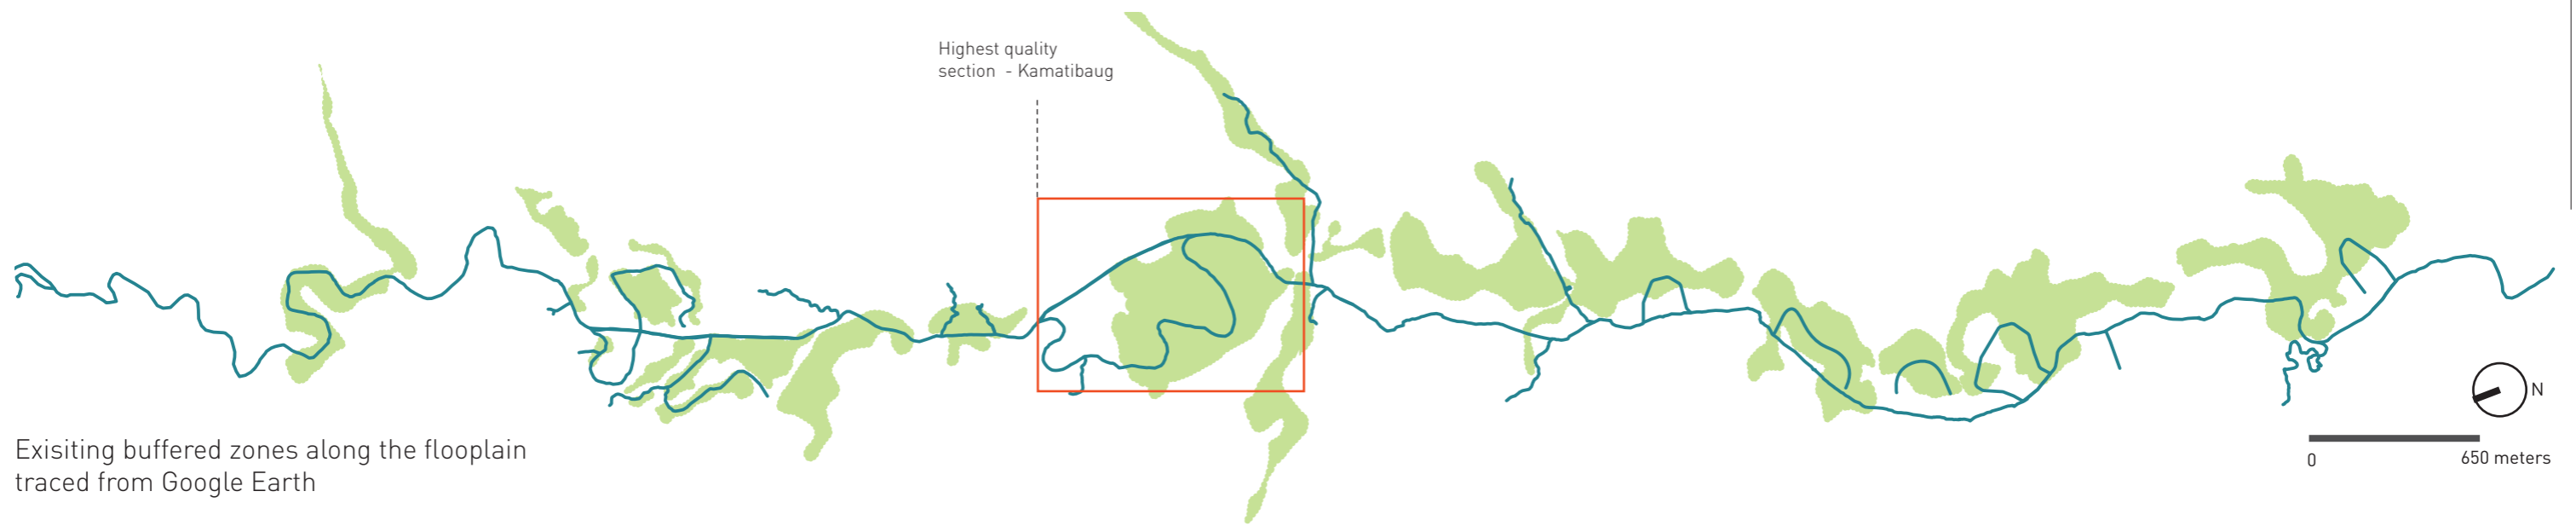 Highest quality
section - Kamatibaug
Exisiting buffered zones along the flooplain
traced from Google Earth
N
0
650 meters